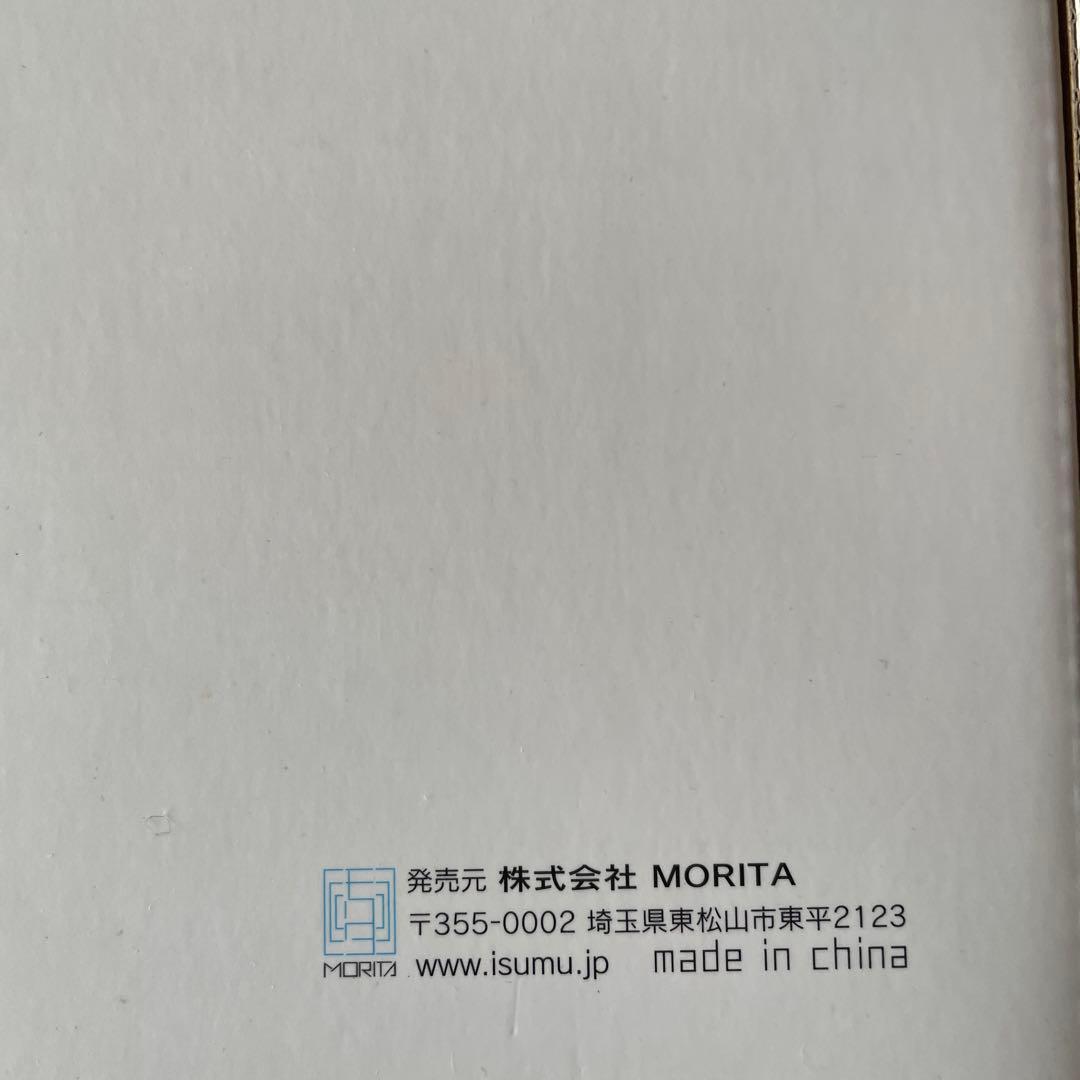 発売元 株式会社 MORITA
〒355-0002 埼玉県東松山市東平2123
MORITA www.isumu.jp made in china